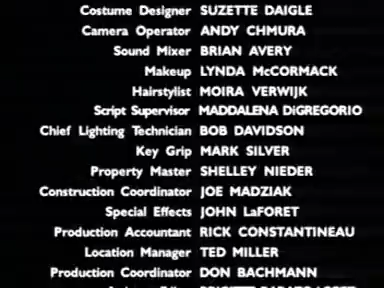 Costume Designer SUZETTE DAIGLE
Camera Operator ANDY CHMURA
Sound Mixer BRIAN AVERY
Makeup LYNDA McCORMACK
Hairstylist MOIRA VERWIJK
Script Supervisor MADDALENA DiGREGORIO
Chief Lighting Technician BOB DAVIDSON
Key Grip MARK SILVER
Property Master SHELLEY NIEDER
Construction Coordinator JOE MADZIAK
Special Effects JOHN LaFORET
Production Accountant RICK CONSTANTINEAU
Location Manager TED MILLER
Production Coordinator DON BACHMANN